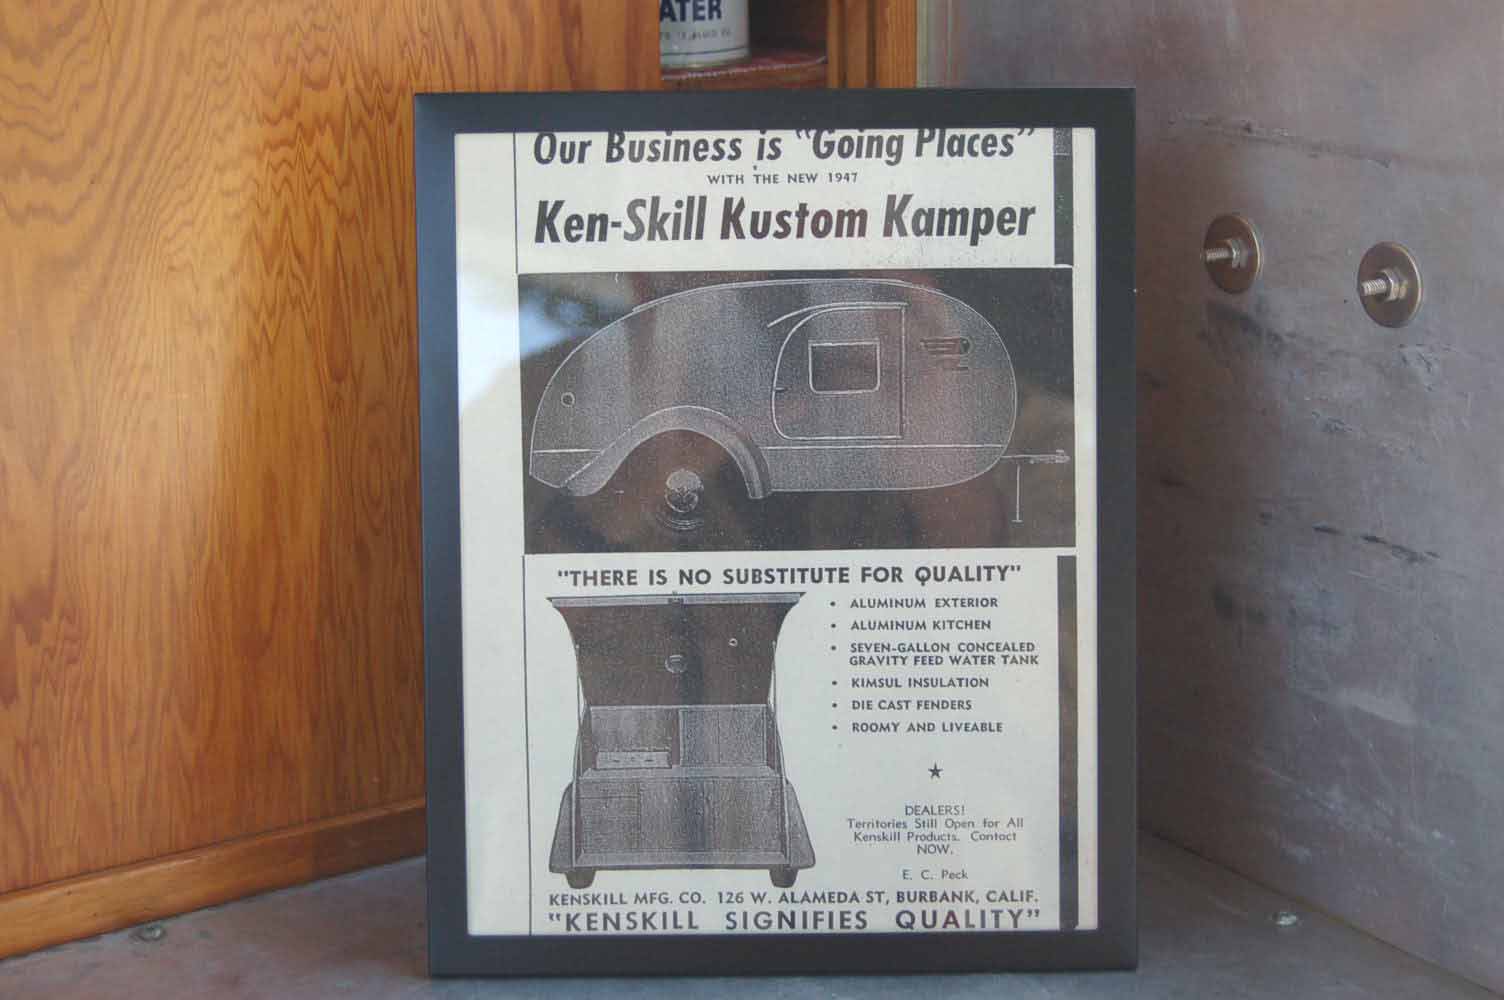 ATER
Our Business is "Going Places"
WITH THE NEW 1947
Ken-Skill Kustom Kamper
"THERE IS NO SUBSTITUTE FOR QUALITY"
• ALUMINUM EXTERIOR
• ALUMINUM KITCHEN
• SEVEN-GALLON CONCEALED
GRAVITY FEED WATER TANK
• KIMSUL INSULATION
• DIE CAST FENDERS
• ROOMY AND LIVEABLE
★
DEALERS!
Territories Still Open for All
Kenskill Products. Contact
NOW.
E. C. Peck
KENSKILL MFG. CO. 126 W. ALAMEDA ST, BURBANK, CALIF.
"KENSKILL SIGNIFIES QUALITY"